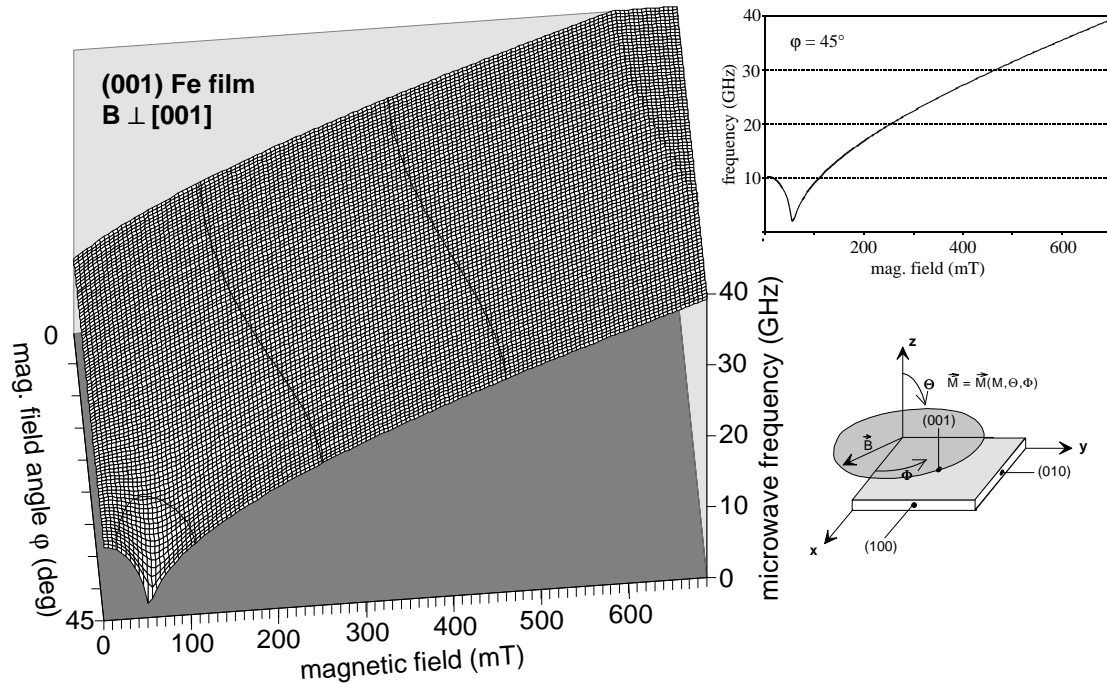 (001) Fe film
B ⊥ [001]
0
45
mag. field angle φ (deg)
0
100
200
300
400
500
600
magnetic field (mT)
0
10
20
30
40
microwave frequency (GHz)
φ = 45°
40
30
20
10
frequency (GHz)
200
400
600
mag. field (mT)
z
Θ
M = M(M,Θ,Φ)
(001)
B
y
Φ
(010)
x
(100)